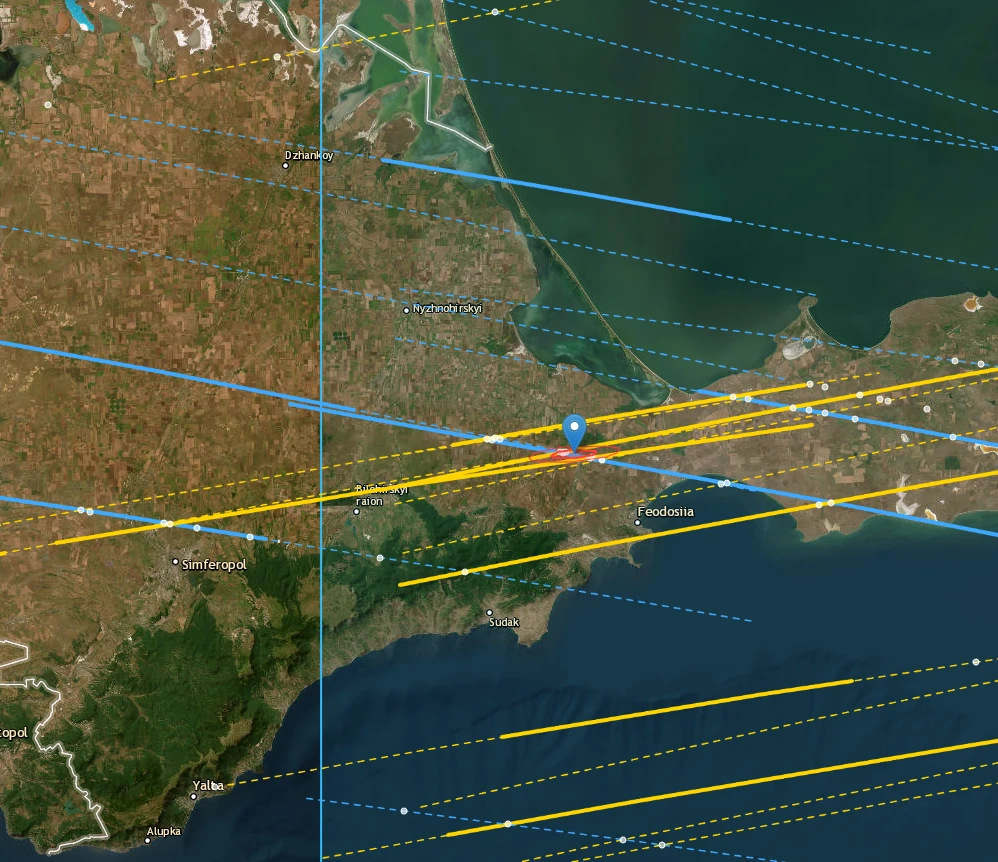 Dzhankoy
Nyzhnohirskyi
Bilohirskyi
raion
Feodosiia
Simferopol
Sudak
topol
Yalta
Alupka